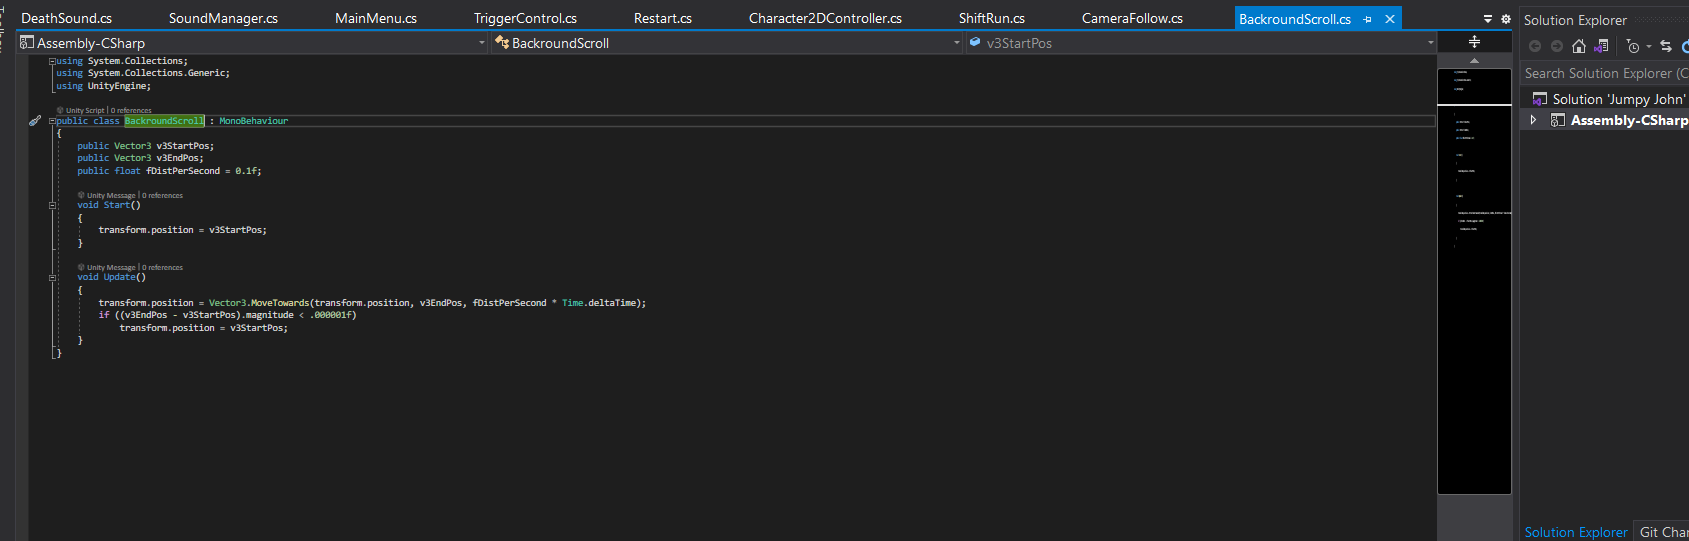 DeathSound.cs SoundManager.cs MainMenu.cs TriggerControl.cs Restart.cs Character2DController.cs ShiftRun.cs CameraFollow.cs BackroundScroll.cs
Solution Explorer
Assembly-CSharp BackroundScroll v3StartPos
Search Solution Explorer (C
Solution 'Jumpy John'
Assembly-CSharp
using System.Collections;
using System.Collections.Generic;
using UnityEngine;
Unity Script | 0 references
public class BackroundScroll : MonoBehaviour
{
public Vector3 v3StartPos;
public Vector3 v3EndPos;
public float fDistPerSecond = 0.1f;
Unity Message | 0 references
void Start()
{
transform.position = v3StartPos;
}
Unity Message | 0 references
void Update()
{
transform.position = Vector3.MoveTowards(transform.position, v3EndPos, fDistPerSecond * Time.deltaTime);
if ((v3EndPos - v3StartPos).magnitude < .000001f)
transform.position = v3StartPos;
}
}
Solution Explorer Git Char